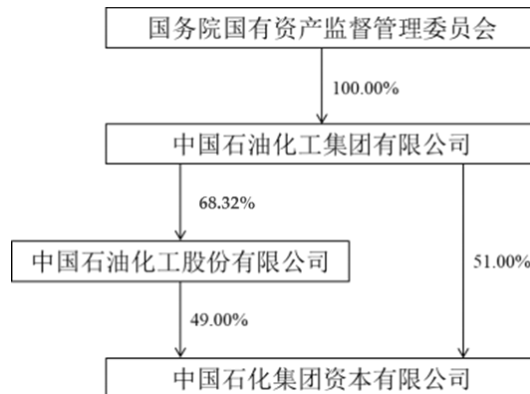 国务院国有资产监督管理委员会
100.00%
中国石油化工集团有限公司
68.32%
中国石油化工股份有限公司
51.00%
49.00%
中国石化集团资本有限公司